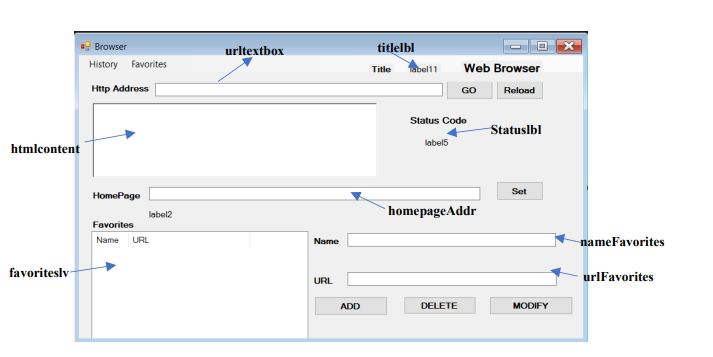 Browser
urltextbox
titlelbl
History Favorites
Title label11 Web Browser
Http Address GO Reload
Status Code
Statuslbl
label5
htmlcontent
HomePage Set
homepageAddr
label2
Favorites
Name URL
Name
nameFavorites
favoriteslv
URL
urlFavorites
ADD DELETE MODIFY